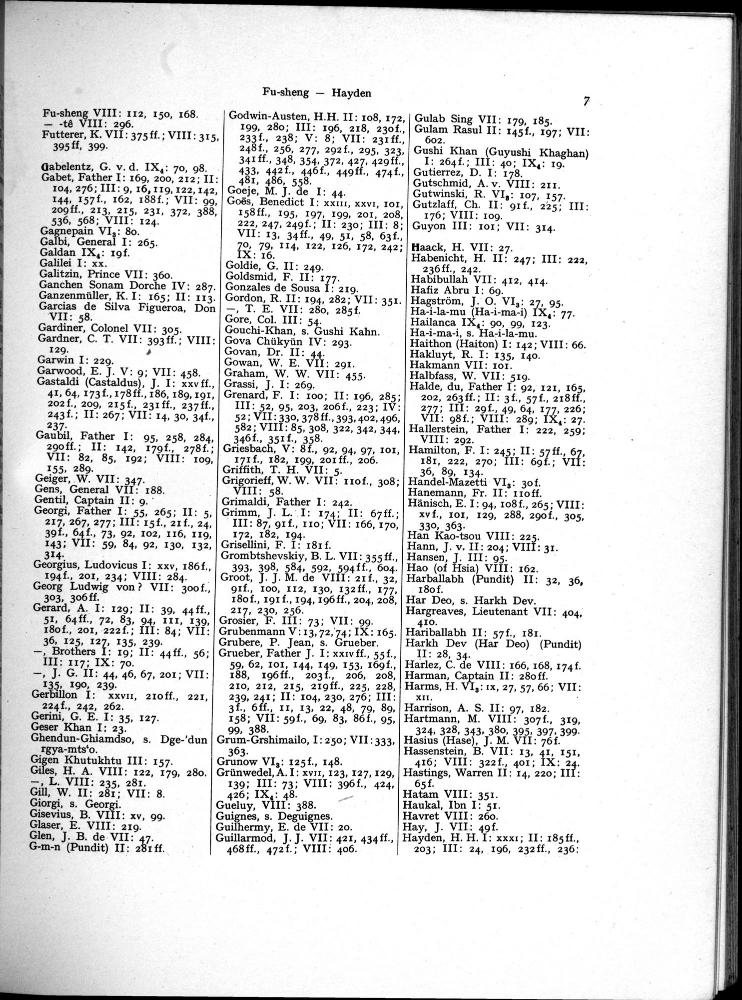 Fu-sheng — Hayden
7
Fu-sheng VIII: 112, 150, 168.
— -tê VIII: 296.
Futterer, K. VII: 375 ff.; VIII: 315,
395 ff, 399.
Gabelentz, G. v. d. IX₄: 70, 98.
Gabet, Father I: 169, 200, 212; II:
104, 276; III: 9, 16, 119, 122, 142,
144, 157 f., 162, 188 f.; VII: 99,
209 ff., 213, 215, 231, 372, 388,
536, 568; VIII: 124.
Gagnepain VI₃: 80.
Galbi, General I: 265.
Galdan IX₄: 19 f.
Galilei I: xx.
Galitzin, Prince VII: 360.
Ganchen Sonam Dorche IV: 287.
Ganzenmüller, K. I: 165; II: 113.
Garcias de Silva Figueroa, Don
VII: 58.
Gardiner, Colonel VII: 305.
Gardner, C. T. VII: 393 ff.; VIII:
129.
Garwin I: 229.
Garwood, E. J. V: 9; VII: 458.
Gastaldi (Castaldus), J. I: xxv ff.,
41, 64, 173 f., 178 ff., 186, 189, 191,
202 f., 209, 215 f., 231 ff., 237 ff.,
243 f.; II: 267; VII: 14, 30, 34 f.,
237.
Gaubil, Father I: 95, 258, 284,
290 ff.; II: 142, 179 f., 278 f.;
VII: 82, 85, 192; VIII: 109,
155, 289.
Geiger, W. VII: 347.
Gens, General VII: 188.
Gentil, Captain II: 9.
Georgi, Father I: 55, 265; II: 5,
217, 267, 277; III: 15 f., 21 f., 24,
39 f., 64 f., 73, 92, 102, 116, 119,
143; VII: 59, 84, 92, 130, 132,
314.
Georgius, Ludovicus I: xxv, 186 f.,
194 f., 201, 234; VIII: 284.
Georg Ludwig von? VII: 300 f.,
303, 306 ff.
Gerard, A. I: 129; II: 39, 44 ff.,
51, 64 ff., 72, 83, 94, 111, 139,
180 f., 201, 222 f.; III: 84; VII:
36, 125, 127, 135, 239.
—, Brothers I: 19; II: 44 ff., 56;
III: 117; IX: 70.
—, J. G. II: 44, 46, 67, 201; VII:
135, 190, 239.
Gerbillon I: xxvii, 210 ff., 221,
224 f., 242, 262.
Gerini, G. E. I: 35, 127.
Geser Khan I: 23.
Ghendun-Ghiamdso, s. Dge-'dun
rgya-mts'o.
Gigen Khutukhtu III: 157.
Giles, H. A. VIII: 122, 179, 280.
—, L. VIII: 235, 281.
Gill, W. II: 281; VII: 8.
Giorgi, s. Georgi.
Gisevius, B. VIII: xv, 99.
Glaser, E. VIII: 219.
Glen, J. B. de VII: 47.
G-m-n (Pundit) II: 281 ff.
Godwin-Austen, H.H. II: 108, 172,
199, 280; III: 196, 218, 230 f.,
233 f., 238; V: 8; VII: 231 ff.,
248 f., 256, 277, 292 f., 295, 323,
341 ff., 348, 354, 372, 427, 429 ff.,
433, 442 f., 446 f., 449 ff., 474 f.,
481, 486, 558.
Goeje, M. J. de I: 44.
Goës, Benedict I: xxiii, xxvi, 101,
158 ff., 195, 197, 199, 201, 208,
222, 247, 249 f.; II: 230; III: 8;
VII: 13, 34 ff., 49, 51, 58, 63 f.,
70, 79, 114, 122, 126, 172, 242;
IX: 16.
Goldie, G. II: 249.
Goldsmid, F. II: 177.
Gonzales de Sousa I: 219.
Gordon, R. II: 194, 282; VII: 351.
—, T. E. VII: 280, 285 f.
Gore, Col. III: 54.
Gouchi-Khan, s. Gushi Kahn.
Gova Chükyün IV: 293.
Govan, Dr. II: 44.
Gowan, W. E. VII: 291.
Graham, W. W. VII: 455.
Grassi, J. I: 269.
Grenard, F. I: 100; II: 196, 285;
III: 52, 95, 203, 206 f., 223; IV:
52; VII: 330, 378 ff., 393, 402, 496,
582; VIII: 85, 308, 322, 342, 344,
346 f., 351 f., 358.
Griesbach, V: 8 f., 92, 94, 97, 101,
171 f., 182, 199, 201 ff., 206.
Griffith, T. H. VII: 5.
Grigorieff, W. W. VII: 110 f., 308;
VIII: 58.
Grimaldi, Father I: 242.
Grimm, J. L. I: 174; II: 67 ff.;
III: 87, 91 f., 110; VII: 166, 170,
172, 182, 194.
Grisellini, F. I: 181 f.
Grombtshevskiy, B. L. VII: 355 ff.,
393, 398, 584, 592, 594 ff., 604.
Groot, J. J. M. de VIII: 21 f., 32,
91 f., 100, 112, 130, 132 ff., 177,
180 f., 191 f., 194, 196 ff., 204, 208,
217, 230, 256.
Grosier, F. III: 73; VII: 99.
Grubenmann V: 13, 72, 74; IX: 165.
Grubere, P. Jean, s. Grueber.
Grueber, Father J. I: xxiv ff., 55 f.,
59, 62, 101, 144, 149, 153, 169 f.,
188, 196 ff., 203 f., 206, 208,
210, 212, 215, 219 ff., 225, 228,
239, 241; II: 104, 230, 276; III:
3 f., 6 ff., 11, 13, 22, 48, 79, 89,
158; VII: 59 f., 69, 83, 86 f., 95,
99, 388.
Grum-Grshimailo, I: 250; VII: 333,
363.
Grunow VI₃: 125 f., 148.
Grünwedel, A. I: xvii, 123, 127, 129,
139; III: 73; VIII: 396 f., 424,
426; IX₄: 48.
Gueluy, VIII: 388.
Guignes, s. Deguignes.
Guilhermy, E. de VII: 20.
Guillarmod, J. J. VII: 421, 434 ff.,
468 ff., 472 f.; VIII: 406.
Gulab Sing VII: 179, 185.
Gulam Rasul II: 145 f., 197; VII:
602.
Gushi Khan (Guyushi Khaghan)
I: 264 f.; III: 40; IX₄: 19.
Gutierrez, D. I: 178.
Gutschmid, A. v. VIII: 211.
Gutwinski, R. VI₃: 107, 157.
Gutzlaff, Ch. II: 91 f., 225; III:
176; VIII: 109.
Guyon III: 101; VII: 314.
Haack, H. VII: 27.
Habenicht, H. II: 247; III: 222,
236 ff., 242.
Habibullah VII: 412, 414.
Hafiz Abru I: 69.
Hagström, J. O. VI₃: 27, 95.
Ha-i-la-mu (Ha-i-ma-i) IX₄: 77.
Hailanca IX₄: 90, 99, 123.
Ha-i-ma-i, s. Ha-i-la-mu.
Haithon (Haiton) I: 142; VIII: 66.
Hakluyt, R. I: 135, 140.
Hakmann VII: 101.
Halbfass, W. VII: 519.
Halde, du, Father I: 92, 121, 165,
202, 263 ff.; II: 3 f., 57 f., 218 ff.,
277; III: 29 f., 49, 64, 177, 226;
VII: 98 f.; VIII: 289; IX₄: 27.
Hallerstein, Father I: 222, 259;
VIII: 292.
Hamilton, F. I: 245; II: 57 ff., 67,
181, 222, 270; III: 69 f.; VII:
36, 89, 134.
Handel-Mazetti VI₃: 30 f.
Hanemann, Fr. II: 110 ff.
Hänisch, E. I: 94, 108 f., 265; VIII:
xv f., 101, 129, 288, 290 f., 305,
330, 363.
Han Kao-tsou VIII: 225.
Hann, J. v. II: 204; VIII: 31.
Hansen, J. III: 95.
Hao (of Hsia) VIII: 162.
Harballabh (Pundit) II: 32, 36,
180 f.
Har Deo, s. Harkh Dev.
Hargreaves, Lieutenant VII: 404,
410.
Hariballabh II: 57 f., 181.
Harkh Dev (Har Deo) (Pundit)
II: 28, 34.
Harlez, C. de VIII: 166, 168, 174 f.
Harman, Captain II: 280 ff.
Harms, H. VI₃: ix, 27, 57, 66; VII:
xii.
Harrison, A. S. II: 97, 182.
Hartmann, M. VIII: 307 f., 319,
324, 328, 343, 380, 395, 397, 399.
Hasius (Hase), J. M. VII: 76 f.
Hassenstein, B. VII: 13, 41, 151,
416; VIII: 322 f., 401; IX: 24.
Hastings, Warren II: 14, 220; III:
65 f.
Hatam VIII: 351.
Haukal, Ibn I: 51.
Havret VIII: 260.
Hay, J. VII: 49 f.
Hayden, H. H. I: xxxi; II: 185 ff.,
203; III: 24, 196, 232 ff., 236: